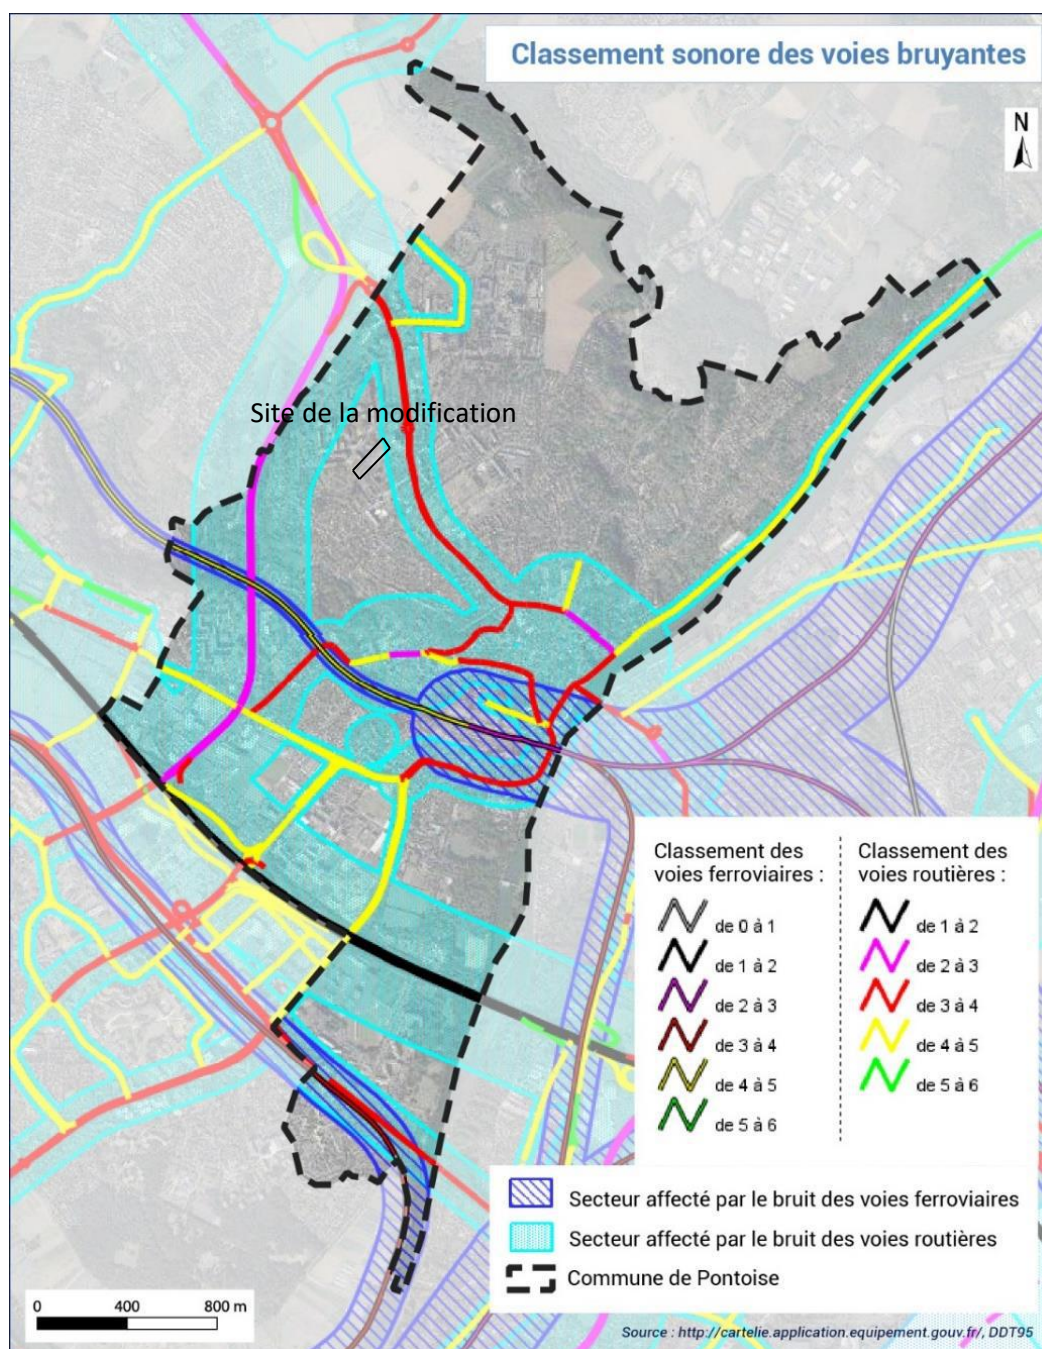 Classement sonore des voies bruyantes
N
Site de la modification
Classement des
voies ferroviaires :
de 0 à 1
de 1 à 2
de 2 à 3
de 3 à 4
de 4 à 5
de 5 à 6
Classement des
voies routières :
de 1 à 2
de 2 à 3
de 3 à 4
de 4 à 5
de 5 à 6
Secteur affecté par le bruit des voies ferroviaires
Secteur affecté par le bruit des voies routières
Commune de Pontoise
0 400 800 m
Source : http://cartelie.application.equipement.gouv.fr/, DDT95